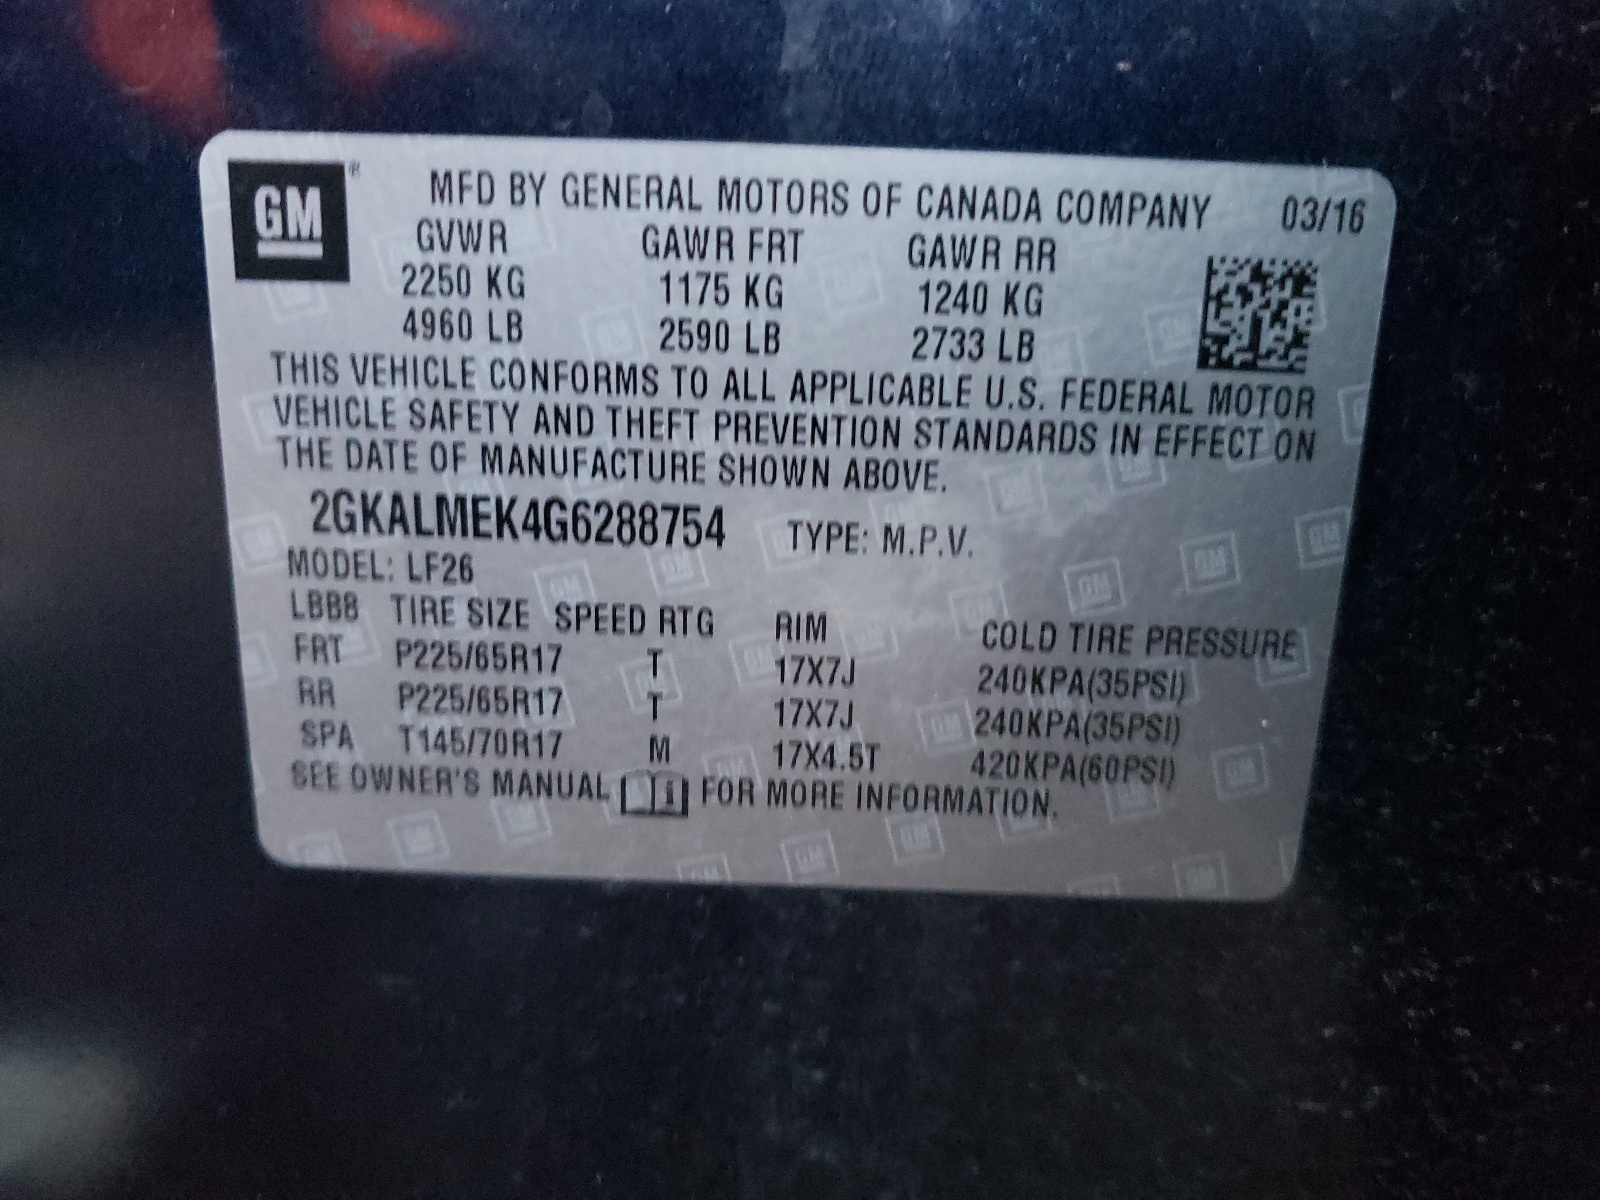 GM ® MFD BY GENERAL MOTORS OF CANADA COMPANY 03/16
GVWR GAWR FRT GAWR RR
2250 KG 1175 KG 1240 KG
4960 LB 2590 LB 2733 LB
THIS VEHICLE CONFORMS TO ALL APPLICABLE U.S. FEDERAL MOTOR
VEHICLE SAFETY AND THEFT PREVENTION STANDARDS IN EFFECT ON
THE DATE OF MANUFACTURE SHOWN ABOVE.
2GKALMEK4G6288754 TYPE: M.P.V.
MODEL: LF26
LBB8 TIRE SIZE SPEED RTG RIM COLD TIRE PRESSURE
FRT P225/65R17 T 17X7J 240KPA(35PSI)
RR P225/65R17 T 17X7J 240KPA(35PSI)
SPA T145/70R17 M 17X4.5T 420KPA(60PSI)
SEE OWNER'S MANUAL FOR MORE INFORMATION.